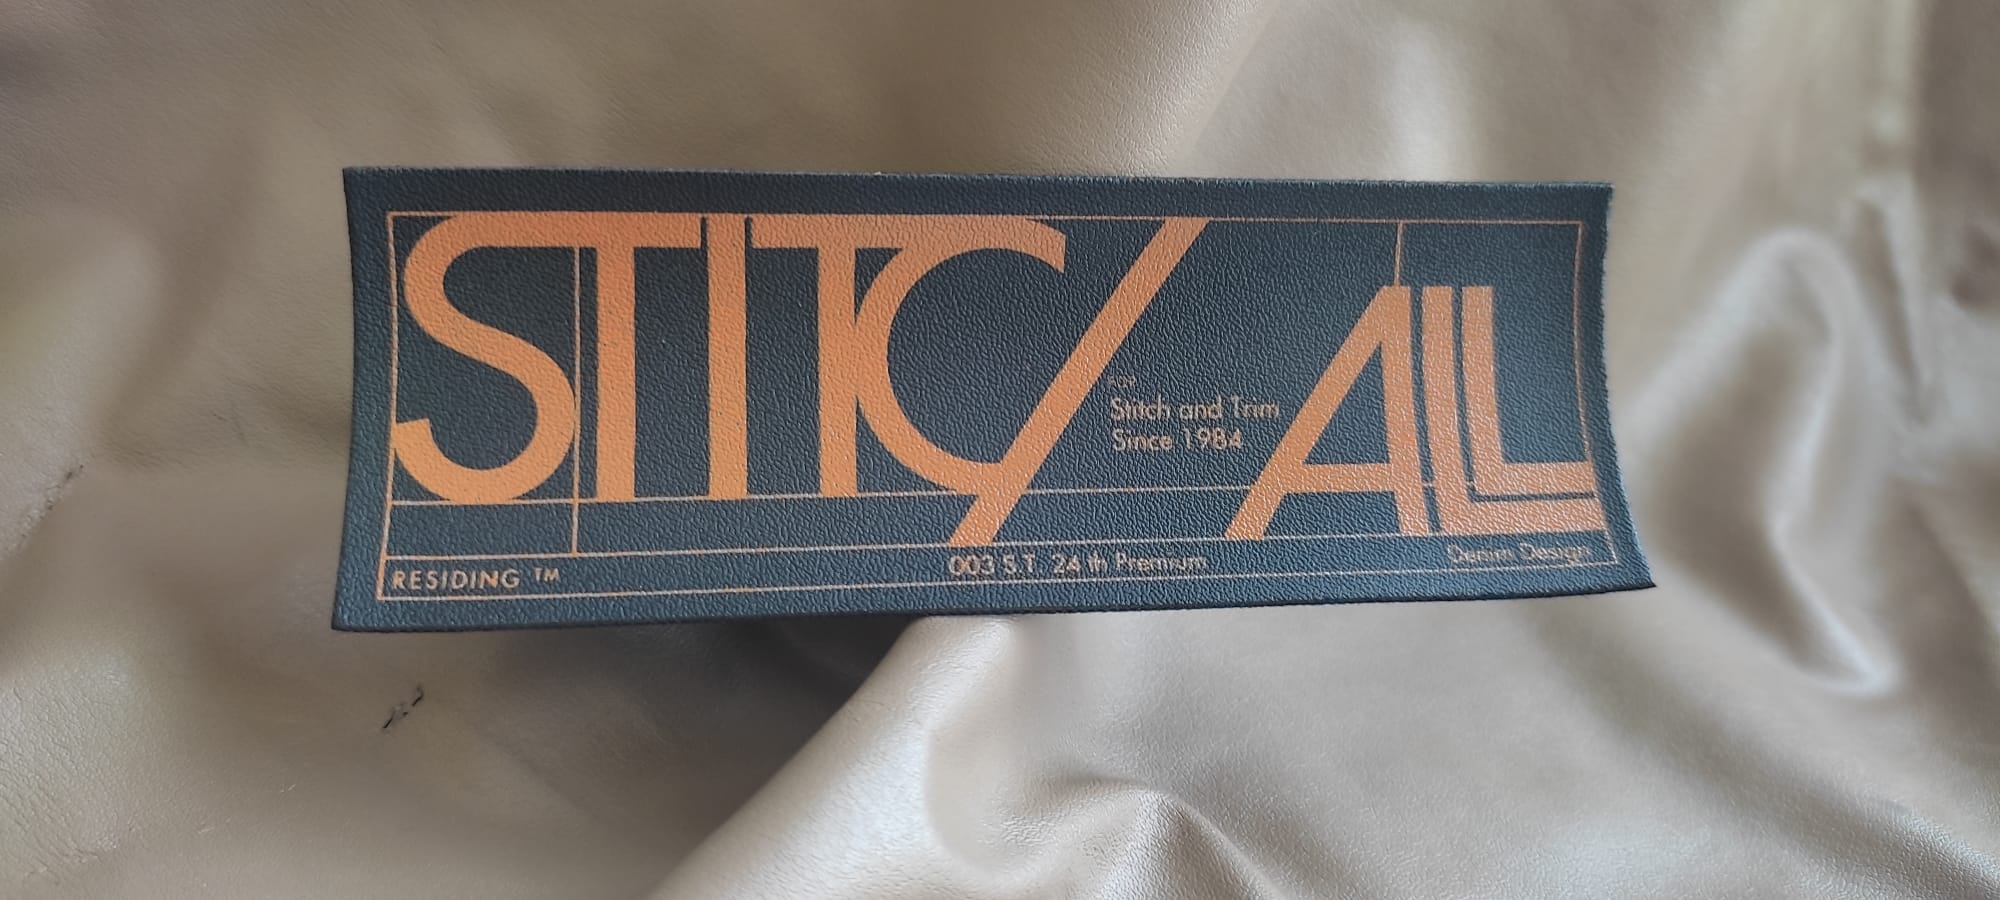 STITC/ALL
FOR
Stitch and Trim
Since 1984
RESIDING ™
003 S.T. 24 th Premium
Denim Design